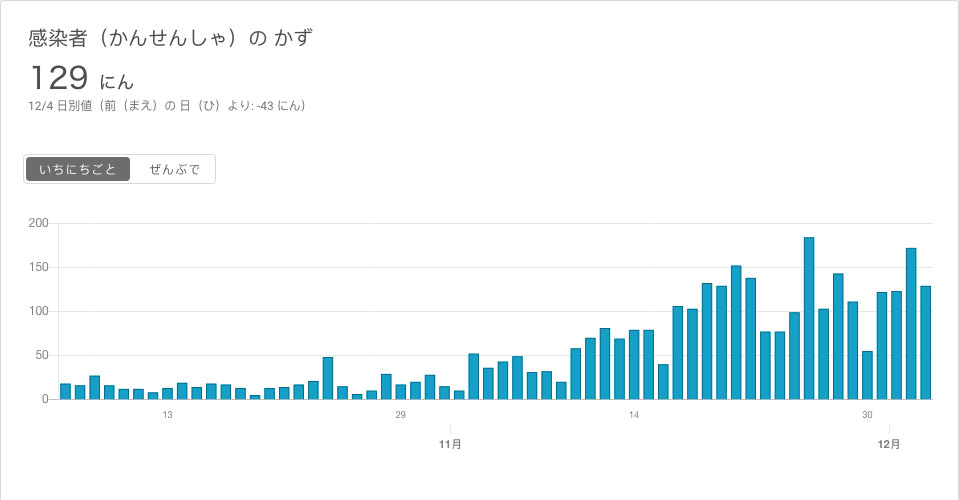 感染者（かんせんしゃ）の かず
129 にん
12/4 日別値（前（まえ）の 日（ひ）より: -43 にん）
いちにちごと ぜんぶで
200
150
100
50
0
13 29 14 30
11月 12月